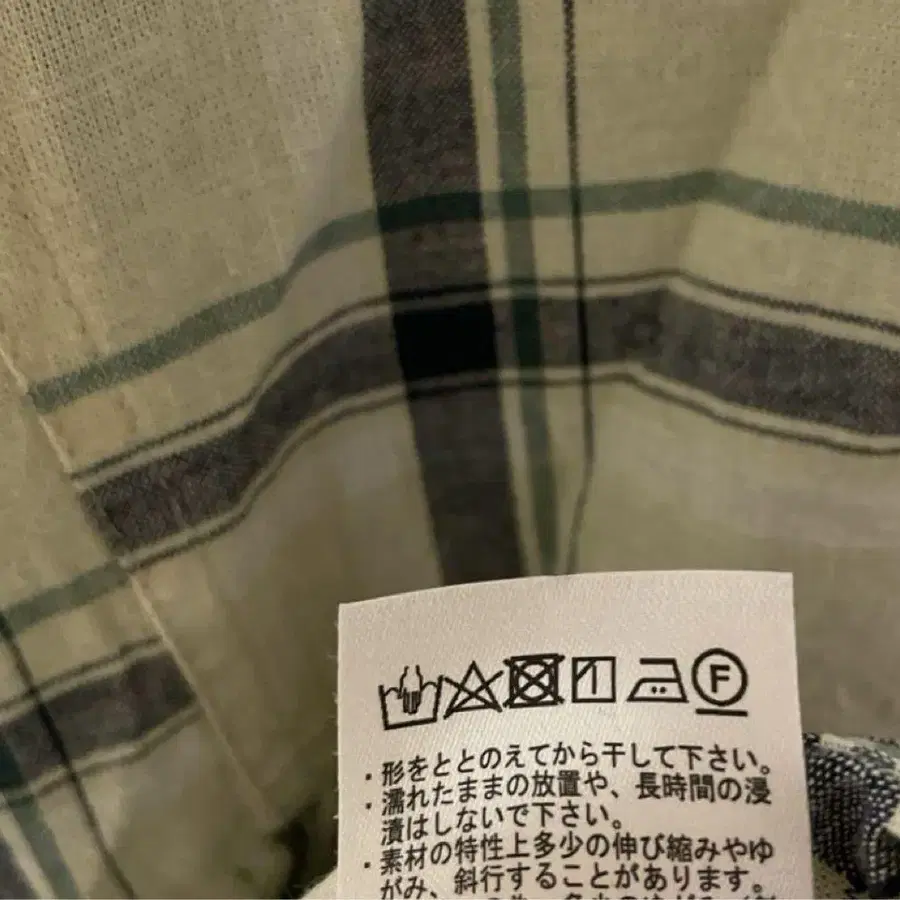 F
・形をととのえてから干して下さい。
・濡れたままの放置や、長時間の浸
漬はしないで下さい。
・素材の特性上多少の伸び縮みやゆ
がみ、斜行することがあります。